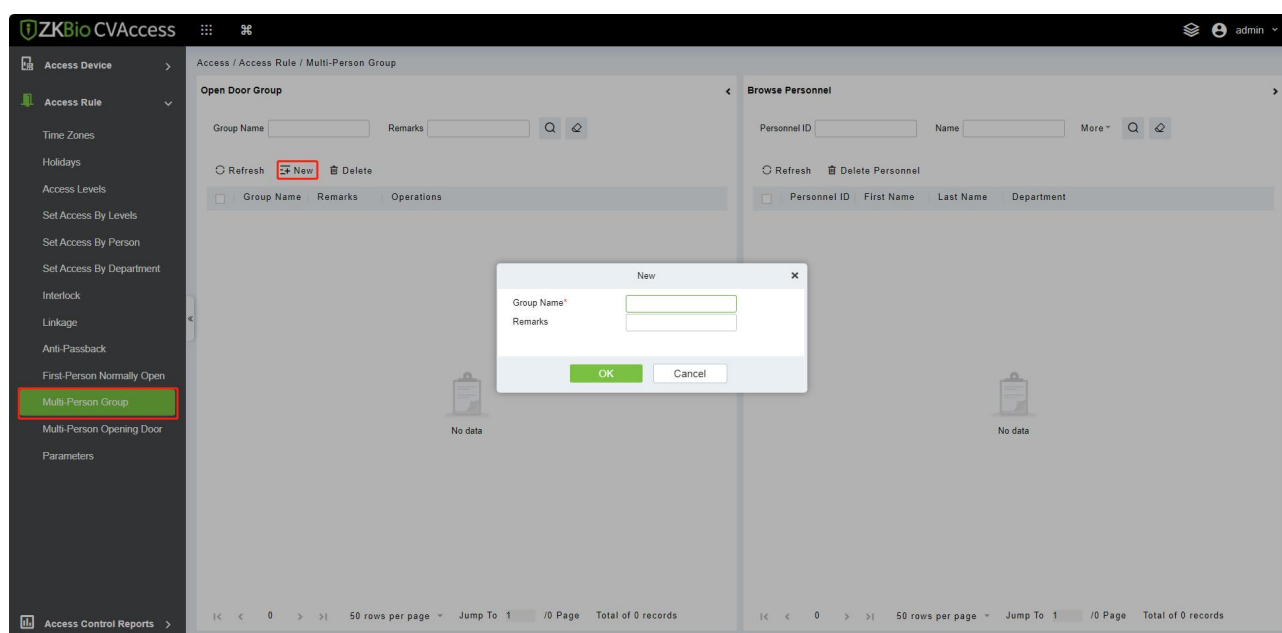 ZKBio CVAccess
admin
Access Device
Access Rule
Time Zones
Holidays
Access Levels
Set Access By Levels
Set Access By Person
Set Access By Department
Interlock
Linkage
Anti-Passback
First-Person Normally Open
Multi-Person Group
Multi-Person Opening Door
Parameters
Access Control Reports
Access / Access Rule / Multi-Person Group
Open Door Group
Group Name Remarks
Refresh New Delete
Group Name Remarks Operations
No data
0 50 rows per page Jump To 1 /0 Page Total of 0 records
Browse Personnel
Personnel ID Name More
Refresh Delete Personnel
Personnel ID First Name Last Name Department
No data
0 50 rows per page Jump To 1 /0 Page Total of 0 records
New
Group Name*
Remarks
OK Cancel